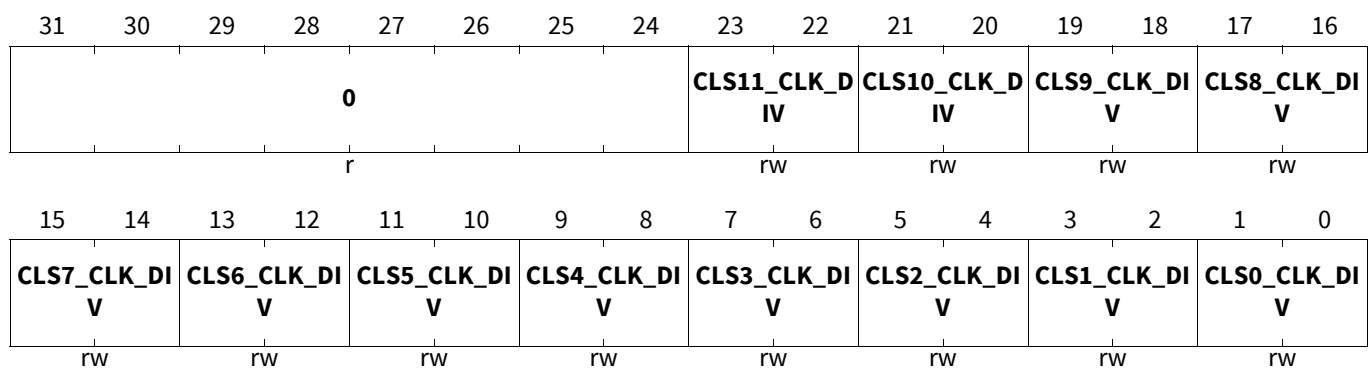 31 30 29 28 27 26 25 24 23 22 21 20 19 18 17 16
0 CLS11_CLK_D CLS10_CLK_D CLS9_CLK_DI CLS8_CLK_DI
IV IV V V
r rw rw rw rw
15 14 13 12 11 10 9 8 7 6 5 4 3 2 1 0
CLS7_CLK_DI CLS6_CLK_DI CLS5_CLK_DI CLS4_CLK_DI CLS3_CLK_DI CLS2_CLK_DI CLS1_CLK_DI CLS0_CLK_DI
V V V V V V V V
rw rw rw rw rw rw rw rw